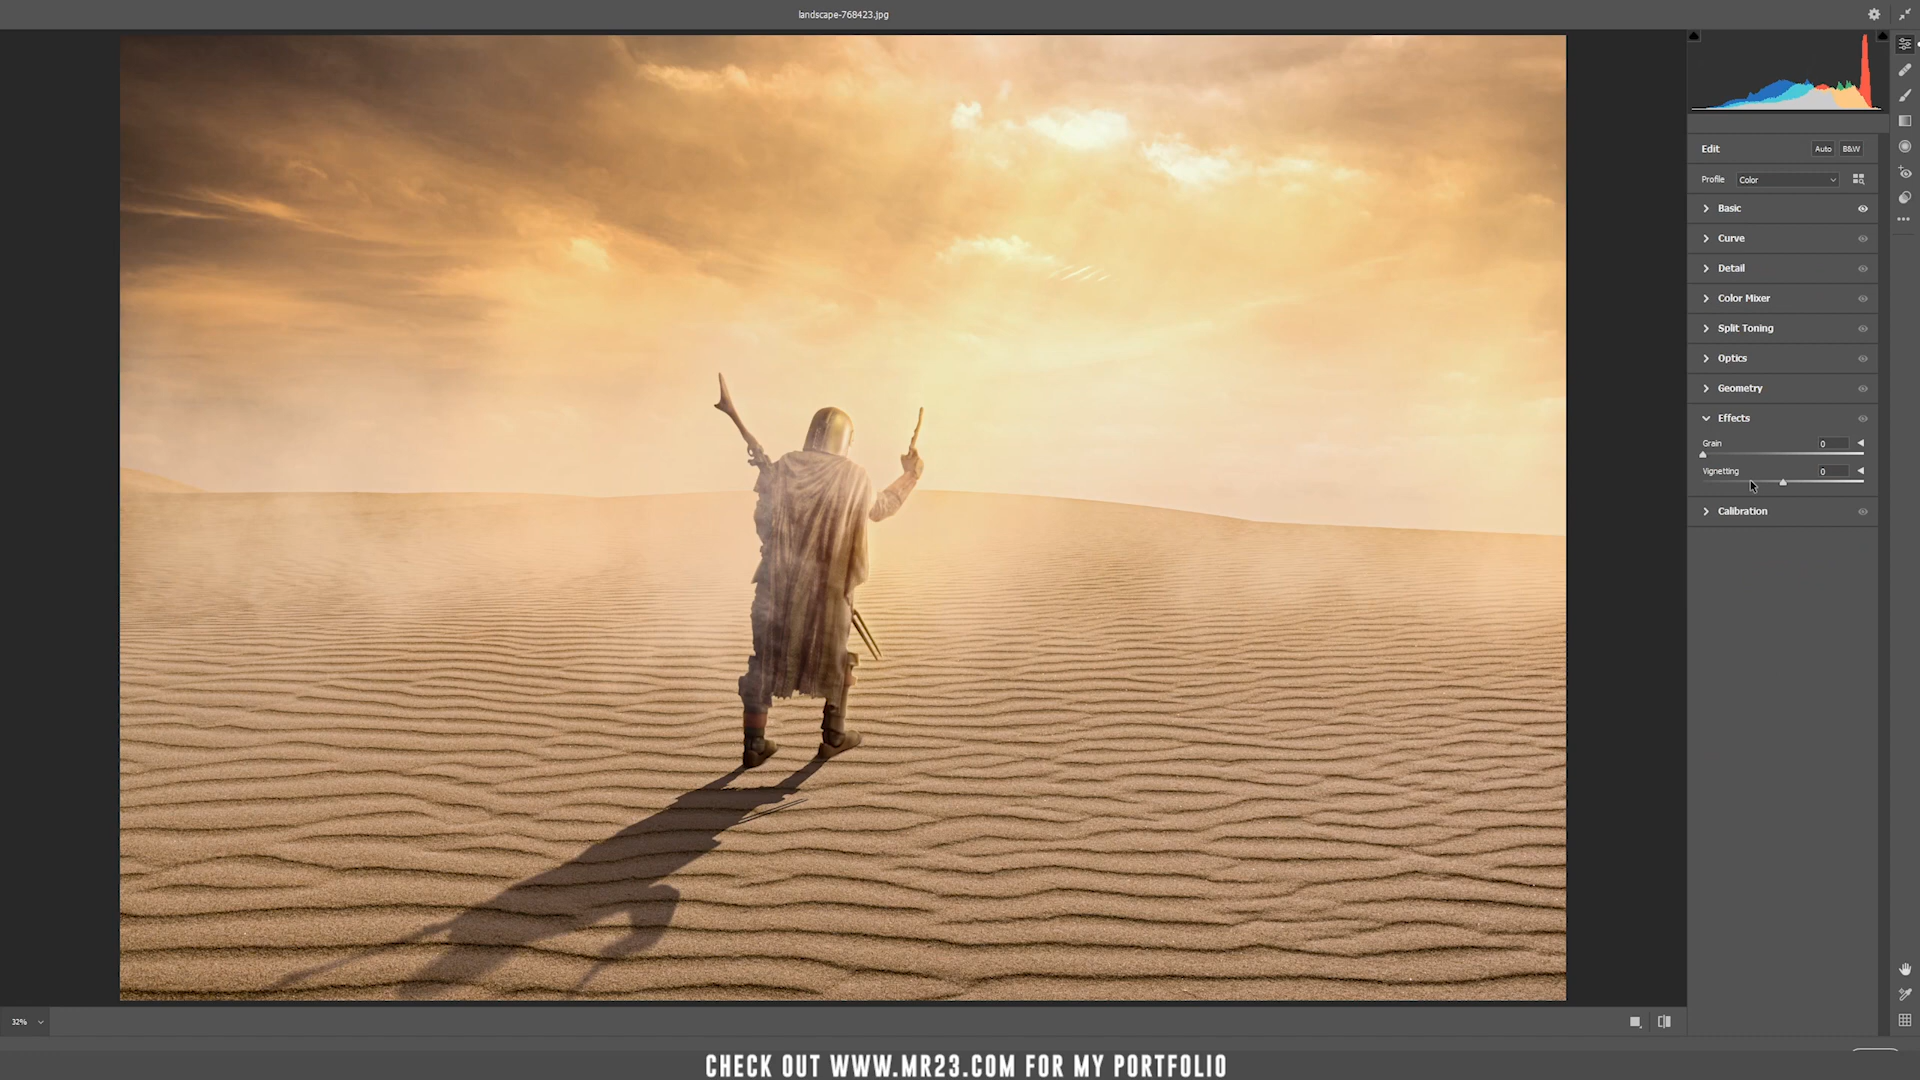 landscape-768423.jpg
Edit
Auto
B&W
Profile
Color
Basic
Curve
Detail
Color Mixer
Split Toning
Optics
Geometry
Effects
Grain
0
Vignetting
0
Calibration
32%
CHECK OUT WWW.MR23.COM FOR MY PORTFOLIO